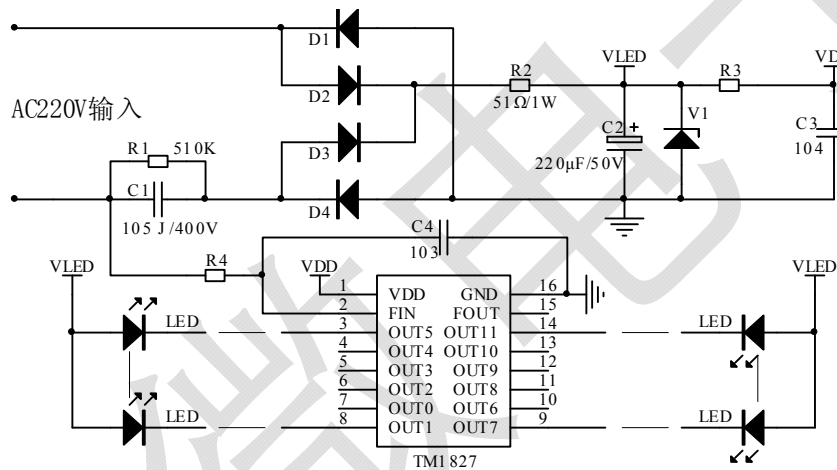 D1
VLED
VD
R2
R3
D2
51Ω/1W
V1
AC220V输入
C2
+
C3
R1
510K
D3
220μF/50V
104
C1
D4
105J/400V
C4
103
R4
VLED
VDD
VLED
1
VDD
GND
16
2
FIN
FOUT
15
LED
3
OUT5
OUT11
14
LED
4
OUT4
OUT10
13
5
OUT3
OUT9
12
6
OUT2
OUT8
11
7
OUT0
OUT6
10
LED
8
OUT1
OUT7
9
LED
TM1827